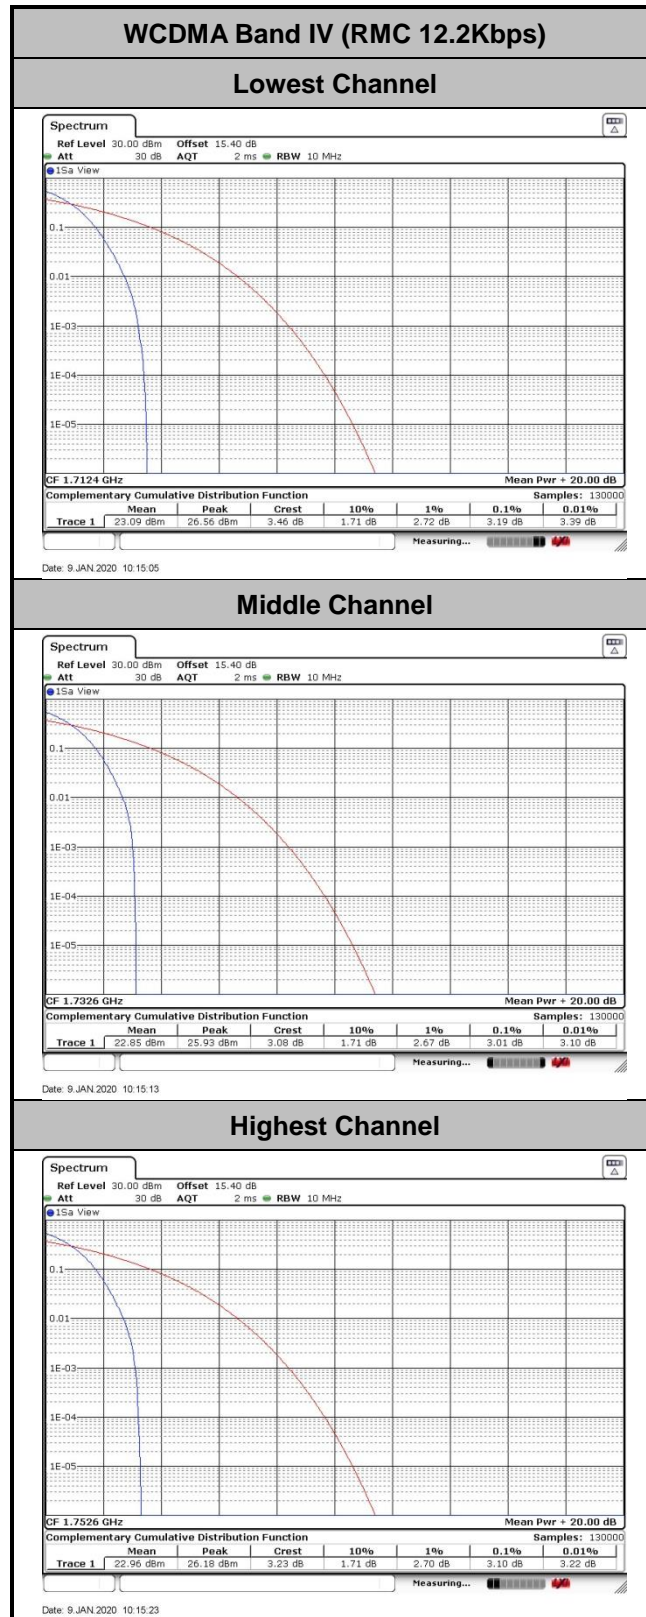 WCDMA Band IV (RMC 12.2Kbps)
Lowest Channel
Spectrum
Ref Level 30.00 dBm Offset 15.40 dB
Att 30 dB AQT 2 ms RBW 10 MHz
1Sa View
0.1
0.01
1E-03
1E-04
1E-05
CF 1.7124 GHz Mean Pwr + 20.00 dB
Complementary Cumulative Distribution Function Samples: 130000
Mean Peak Crest 10% 1% 0.1% 0.01%
Trace 1 23.09 dBm 26.56 dBm 3.46 dB 1.71 dB 2.72 dB 3.19 dB 3.39 dB
Measuring...
Date: 9.JAN.2020 10:15:05
Middle Channel
Spectrum
Ref Level 30.00 dBm Offset 15.40 dB
Att 30 dB AQT 2 ms RBW 10 MHz
1Sa View
0.1
0.01
1E-03
1E-04
1E-05
CF 1.7326 GHz Mean Pwr + 20.00 dB
Complementary Cumulative Distribution Function Samples: 130000
Mean Peak Crest 10% 1% 0.1% 0.01%
Trace 1 22.85 dBm 25.93 dBm 3.08 dB 1.71 dB 2.67 dB 3.01 dB 3.10 dB
Measuring...
Date: 9.JAN.2020 10:15:13
Highest Channel
Spectrum
Ref Level 30.00 dBm Offset 15.40 dB
Att 30 dB AQT 2 ms RBW 10 MHz
1Sa View
0.1
0.01
1E-03
1E-04
1E-05
CF 1.7526 GHz Mean Pwr + 20.00 dB
Complementary Cumulative Distribution Function Samples: 130000
Mean Peak Crest 10% 1% 0.1% 0.01%
Trace 1 22.96 dBm 26.18 dBm 3.23 dB 1.71 dB 2.70 dB 3.10 dB 3.22 dB
Measuring...
Date: 9.JAN.2020 10:15:23